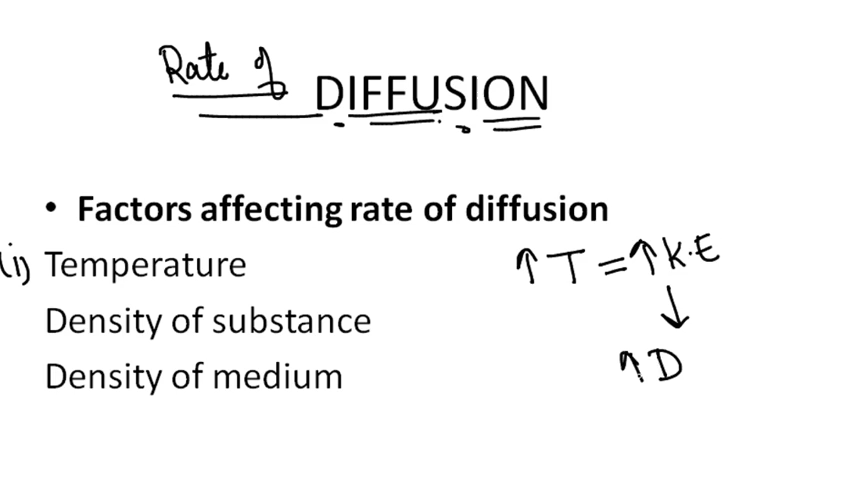 Rate of DIFFUSION
• Factors affecting rate of diffusion
(i) Temperature ↑ T = ↑ K.E
↓
Density of substance
↑ D
Density of medium